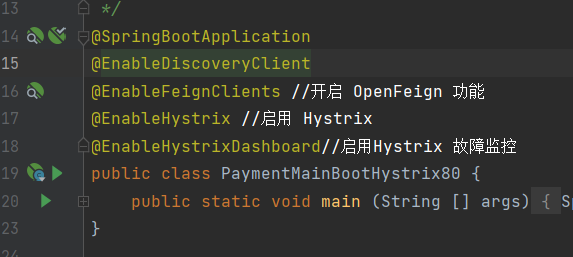 13 */
14 @SpringBootApplication
15 @EnableDiscoveryClient
16 @EnableFeignClients //开启 OpenFeign 功能
17 @EnableHystrix //启用 Hystrix
18 @EnableHystrixDashboard//启用Hystrix 故障监控
19 public class PaymentMainBootHystrix80 {
20 public static void main (String [] args) { Sp
23 }
24